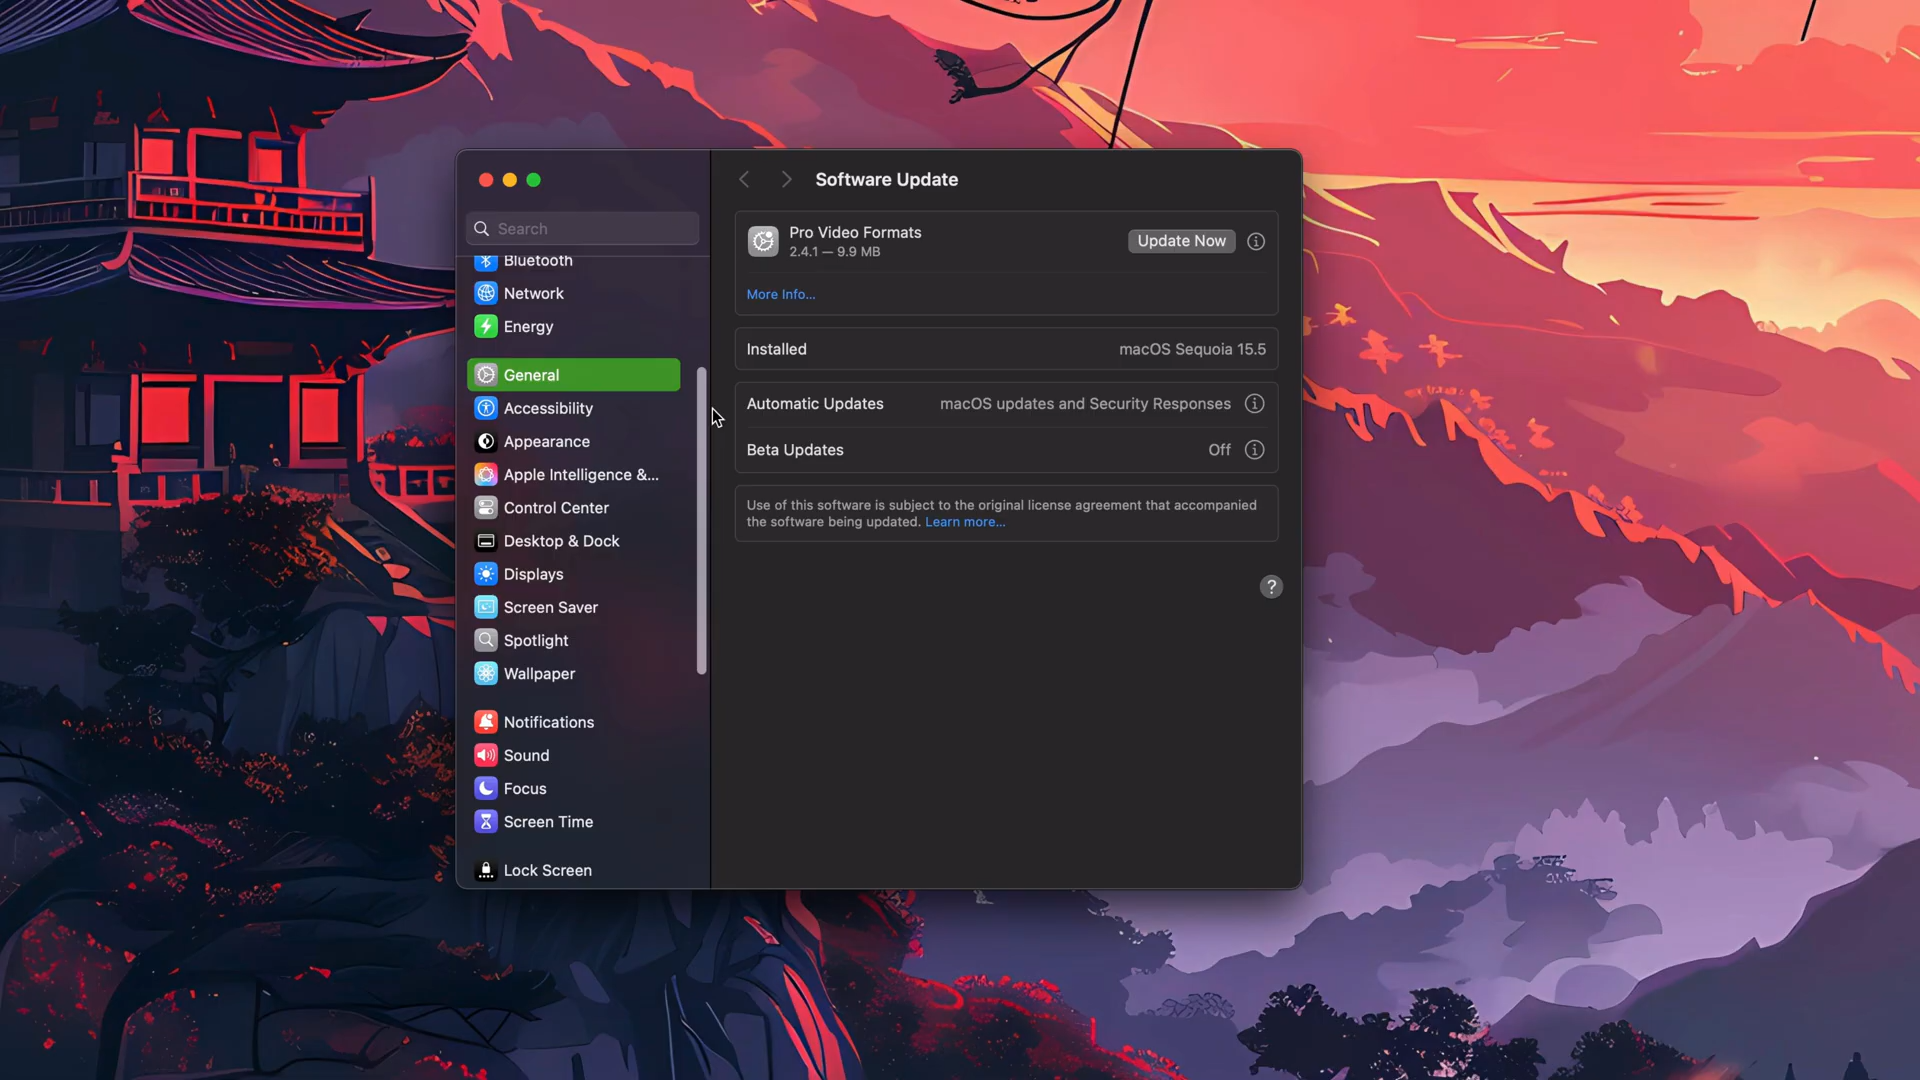 Search
Bluetooth
Network
Energy
General
Accessibility
Appearance
Apple Intelligence &...
Control Center
Desktop & Dock
Displays
Screen Saver
Spotlight
Wallpaper
Notifications
Sound
Focus
Screen Time
Lock Screen
Software Update
Pro Video Formats
2.4.1 — 9.9 MB
Update Now
More Info...
Installed macOS Sequoia 15.5
Automatic Updates macOS updates and Security Responses
Beta Updates Off
Use of this software is subject to the original license agreement that accompanied
the software being updated. Learn more...
?